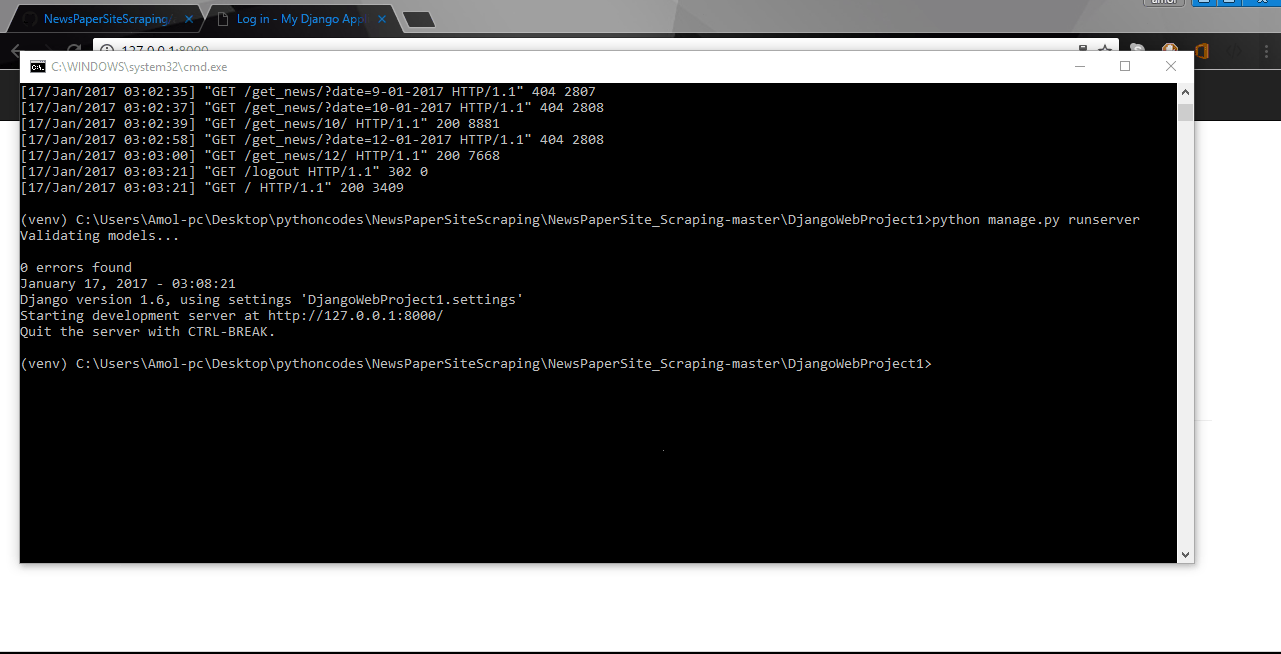 NewsPaperSiteScraping/
Log in - My Django App
amol
127.0.0.1:8000
C:\WINDOWS\system32\cmd.exe
[17/Jan/2017 03:02:35] "GET /get_news/?date=9-01-2017 HTTP/1.1" 404 2807
[17/Jan/2017 03:02:37] "GET /get_news/?date=10-01-2017 HTTP/1.1" 404 2808
[17/Jan/2017 03:02:39] "GET /get_news/10/ HTTP/1.1" 200 8881
[17/Jan/2017 03:02:58] "GET /get_news/?date=12-01-2017 HTTP/1.1" 404 2808
[17/Jan/2017 03:03:00] "GET /get_news/12/ HTTP/1.1" 200 7668
[17/Jan/2017 03:03:21] "GET /logout HTTP/1.1" 302 0
[17/Jan/2017 03:03:21] "GET / HTTP/1.1" 200 3409
(venv) C:\Users\Amol-pc\Desktop\pythoncodes\NewsPaperSiteScraping\NewsPaperSite_Scraping-master\DjangoWebProject1>python manage.py runserver
Validating models...
0 errors found
January 17, 2017 - 03:08:21
Django version 1.6, using settings 'DjangoWebProject1.settings'
Starting development server at http://127.0.0.1:8000/
Quit the server with CTRL-BREAK.
(venv) C:\Users\Amol-pc\Desktop\pythoncodes\NewsPaperSiteScraping\NewsPaperSite_Scraping-master\DjangoWebProject1>